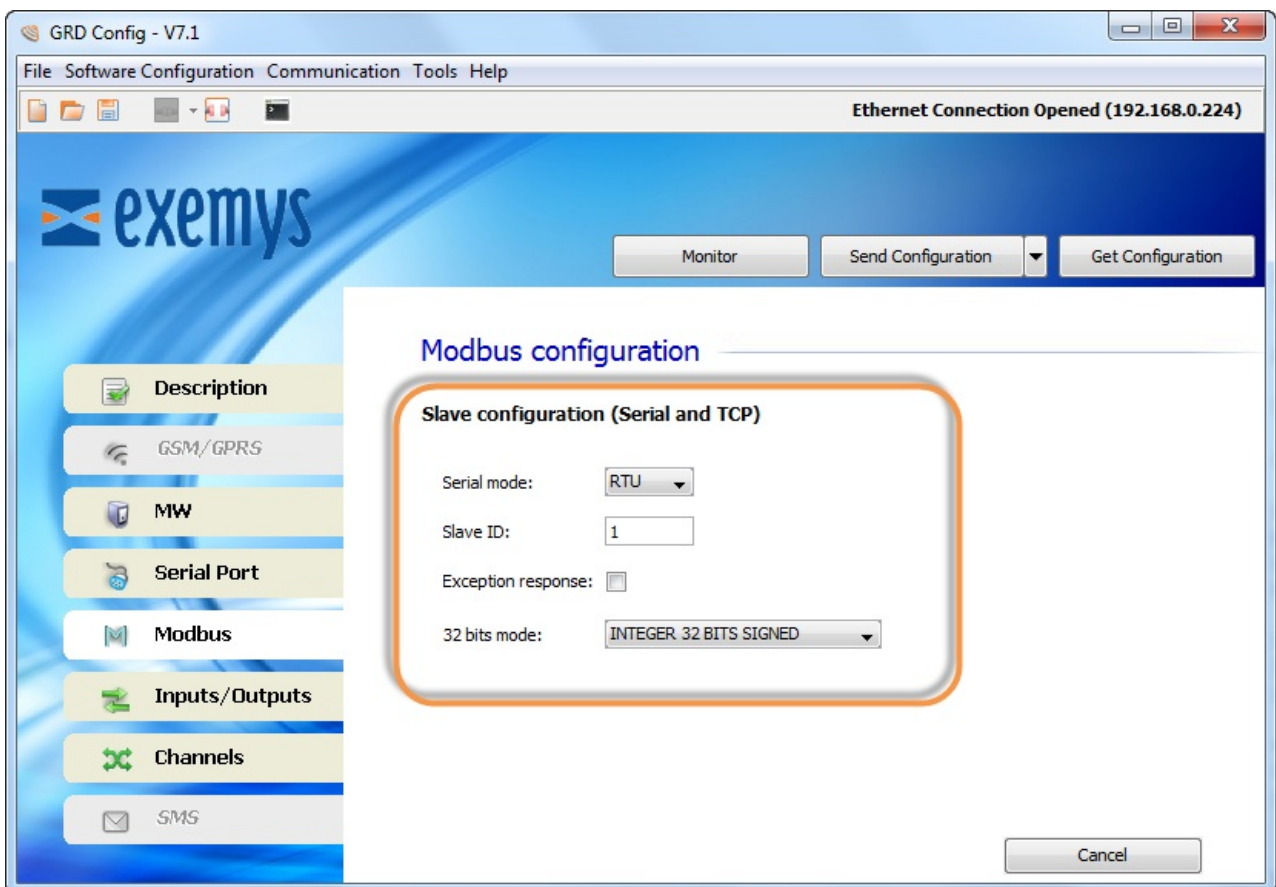 GRD Config - V7.1
File Software Configuration Communication Tools Help
Ethernet Connection Opened (192.168.0.224)
exemys
Monitor
Send Configuration
Get Configuration
Modbus configuration
Description
GSM/GPRS
MW
Serial Port
Modbus
Inputs/Outputs
Channels
SMS
Slave configuration (Serial and TCP)
Serial mode: RTU
Slave ID: 1
Exception response:
32 bits mode: INTEGER 32 BITS SIGNED
Cancel